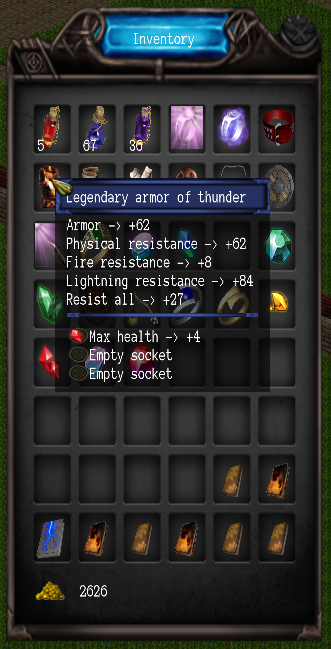 Inventory
5 67 36
Legendary armor of thunder
Armor -> +62
Physical resistance -> +62
Fire resistance -> +8
Lightning resistance -> +84
Resist all -> +27
Max health -> +4
Empty socket
Empty socket
2626